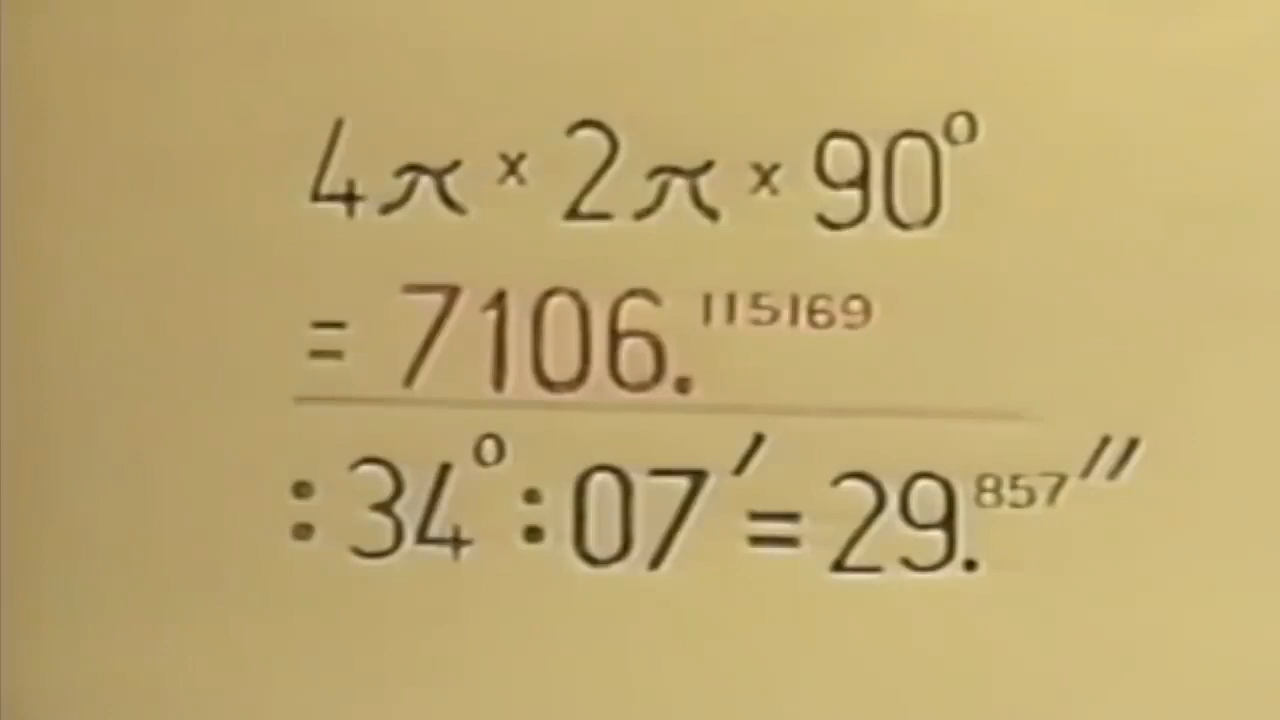 4π × 2π × 90°
= 7106.¹¹⁵¹⁶⁹
:34° :07′ = 29.⁸⁵⁷″